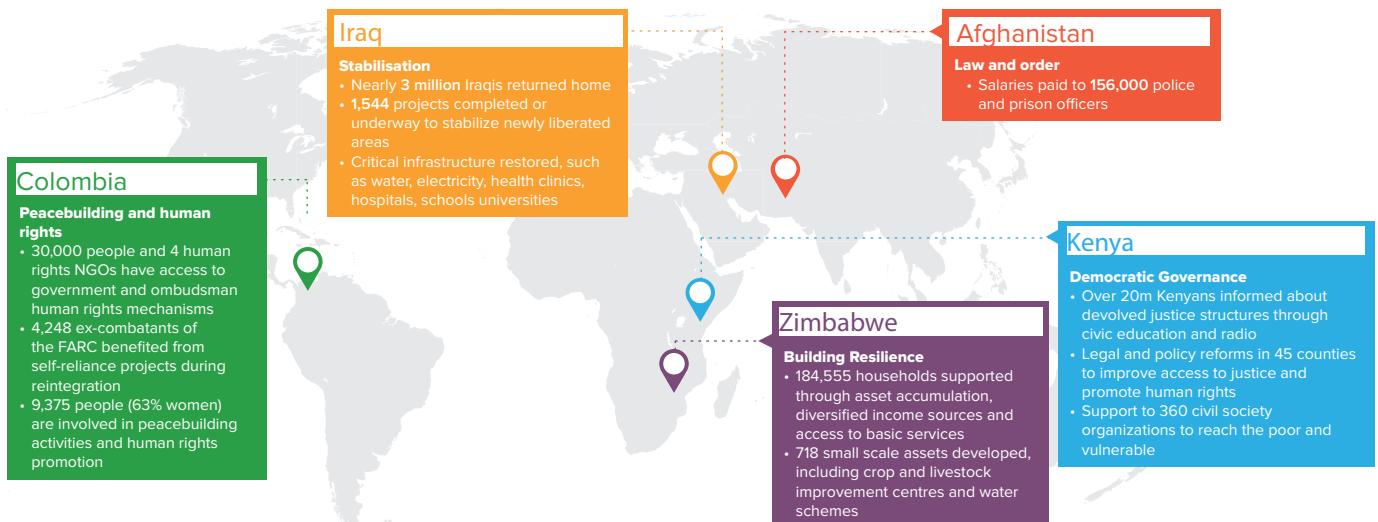 Iraq
Stabilisation
• Nearly 3 million Iraqis returned home
• 1,544 projects completed or
underway to stabilize newly liberated
areas
• Critical infrastructure restored, such
as water, electricity, health clinics,
hospitals, schools universities
Afghanistan
Law and order
• Salaries paid to 156,000 police
and prison officers
Colombia
Peacebuilding and human
rights
• 30,000 people and 4 human
rights NGOs have access to
government and ombudsman
human rights mechanisms
• 4,248 ex-combatants of
the FARC benefited from
self-reliance projects during
reintegration
• 9,375 people (63% women)
are involved in peacebuilding
activities and human rights
promotion
Kenya
Democratic Governance
• Over 20m Kenyans informed about
devolved justice structures through
civic education and radio
• Legal and policy reforms in 45 counties
to improve access to justice and
promote human rights
• Support to 360 civil society
organizations to reach the poor and
vulnerable
Zimbabwe
Building Resilience
• 184,555 households supported
through asset accumulation,
diversified income sources and
access to basic services
• 718 small scale assets developed,
including crop and livestock
improvement centres and water
schemes